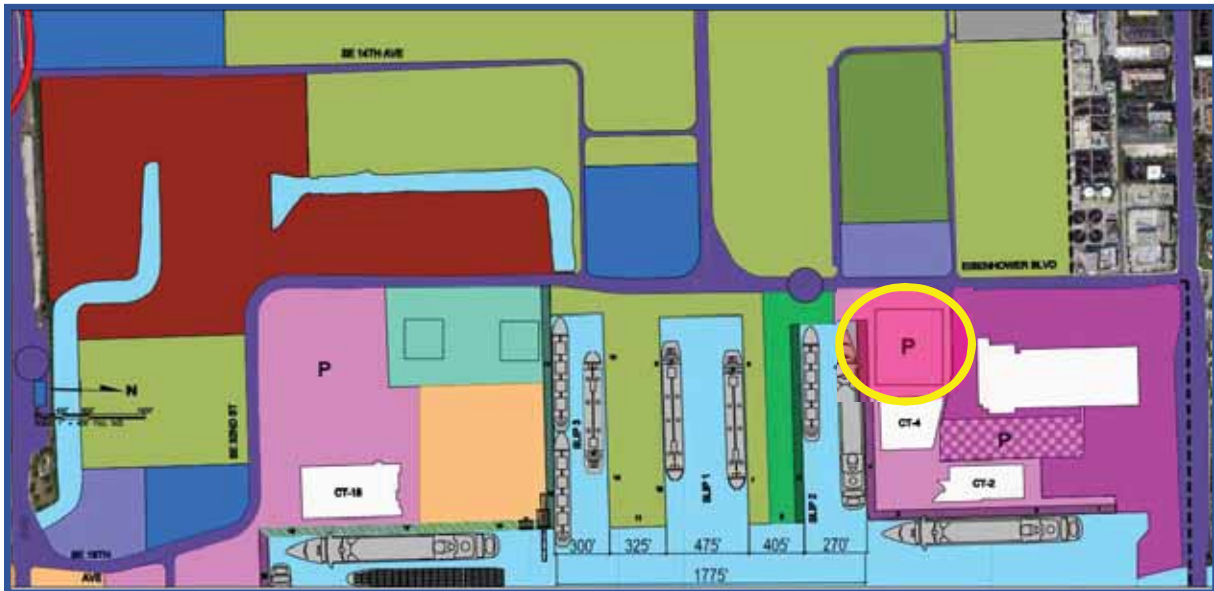 SE 14TH AVE
EISENHOWER BLVD
P
P
N
SE 32ND ST
SLIP 3
CT-4
P
SLIP 1
CT-18
CT-2
SLIP 2
300'
325'
475'
405'
270'
SE 19TH
AVE
1775'